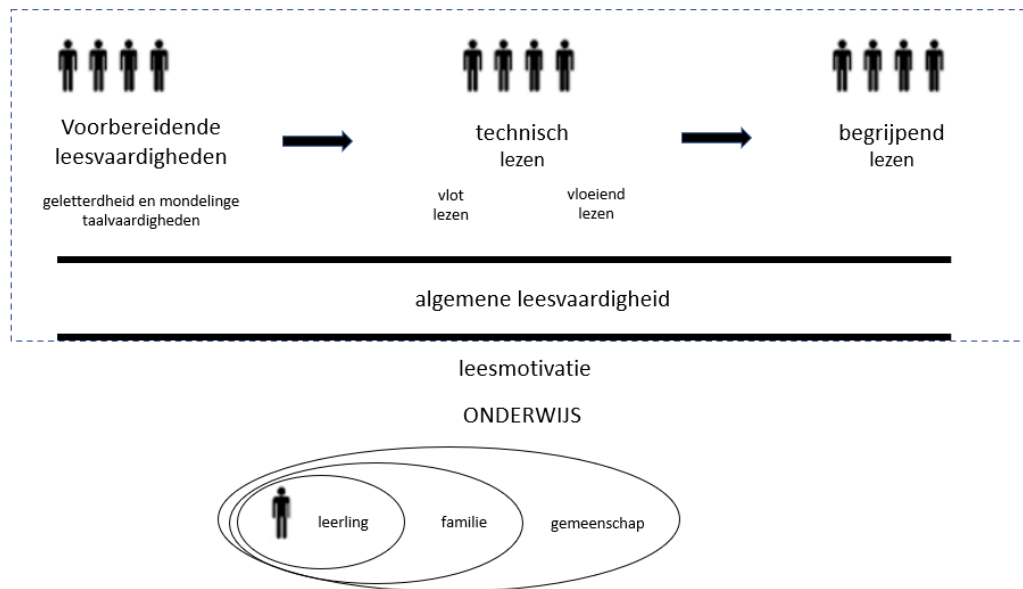 Voorbereidende
leesvaardigheden
geletterdheid en mondelinge
taalvaardigheden
technisch
lezen
vlot
lezen
vloeiend
lezen
begrijpend
lezen
algemene leesvaardigheid
leesmotivatie
ONDERWIJS
leerling
familie
gemeenschap